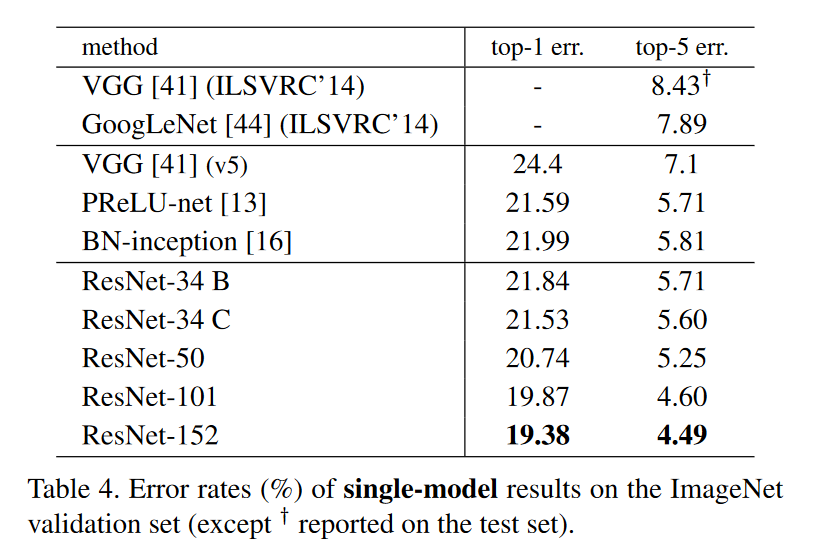 method top-1 err. top-5 err.
VGG [41] (ILSVRC’14) - 8.43†
GoogLeNet [44] (ILSVRC’14) - 7.89
VGG [41] (v5) 24.4 7.1
PReLU-net [13] 21.59 5.71
BN-inception [16] 21.99 5.81
ResNet-34 B 21.84 5.71
ResNet-34 C 21.53 5.60
ResNet-50 20.74 5.25
ResNet-101 19.87 4.60
ResNet-152 19.38 4.49
Table 4. Error rates (%) of single-model results on the ImageNet
validation set (except † reported on the test set).